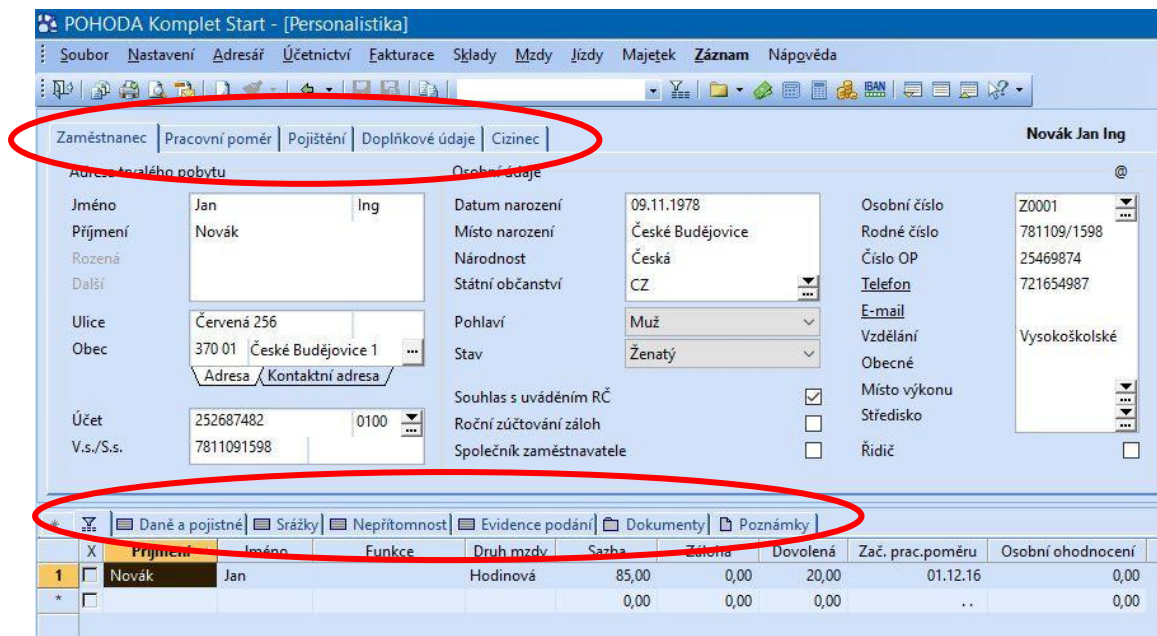 POHODA Komplet Start - [Personalistika]
Soubor Nastavení Adresář Účetnictví Fakturace Sklady Mzdy Jízdy Majetek Záznam Nápověda
IBAN
Zaměstnanec Pracovní poměr Pojištění Doplňkové údaje Cizinec Novák Jan Ing
Adresa trvalého pobytu Osobní údaje @
Jméno Jan Ing Datum narození 09.11.1978 Osobní číslo Z0001
Příjmení Novák Místo narození České Budějovice Rodné číslo 781109/1598
Rozená Národnost Česká Číslo OP 25469874
Další Státní občanství CZ Telefon 721654987
E-mail
Ulice Červená 256 Pohlaví Muž Vzdělání Vysokoškolské
Obec 370 01 České Budějovice 1 ... Stav Ženatý Obecné
Adresa Kontaktní adresa Souhlas s uváděním RČ Místo výkonu
Účet 252687482 0100 Roční zúčtování záloh Středisko
V.s./S.s. 7811091598 Společník zaměstnavatele Řidič
* Daně a pojistné Srážky Nepřítomnost Evidence podání Dokumenty Poznámky
X Příjmení Jméno Funkce Druh mzdy Sazba Záloha Dovolená Zač. prac.poměru Osobní ohodnocení
1 Novák Jan Hodinová 85,00 0,00 20,00 01.12.16 0,00
* 0,00 0,00 0,00 . . 0,00